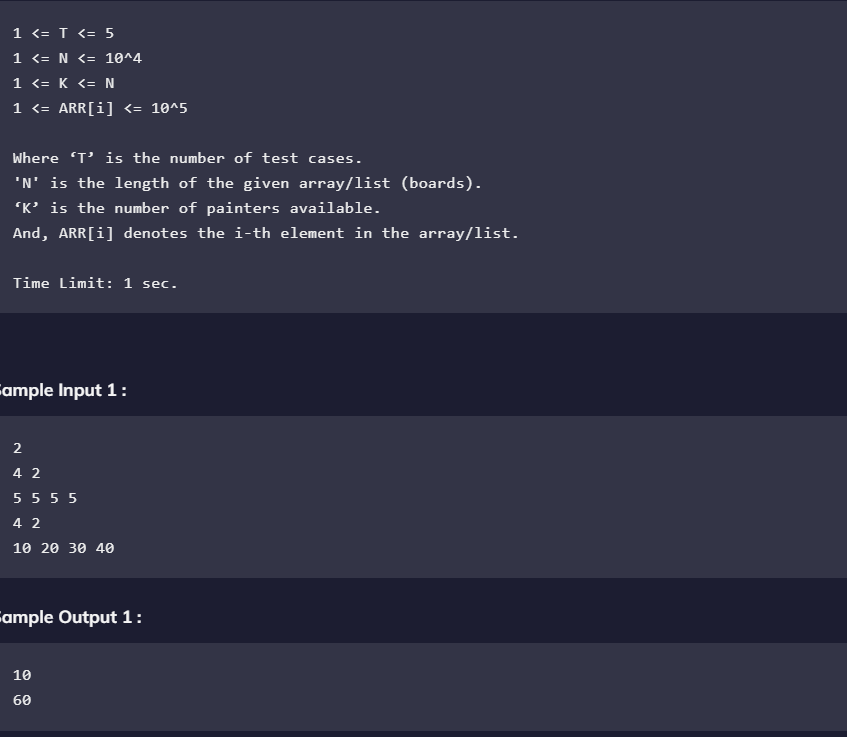 1 <= T <= 5
1 <= N <= 10^4
1 <= K <= N
1 <= ARR[i] <= 10^5
Where ‘T’ is the number of test cases.
'N' is the length of the given array/list (boards).
‘K’ is the number of painters available.
And, ARR[i] denotes the i-th element in the array/list.
Time Limit: 1 sec.
Sample Input 1 :
2
4 2
5 5 5 5
4 2
10 20 30 40
Sample Output 1 :
10
60